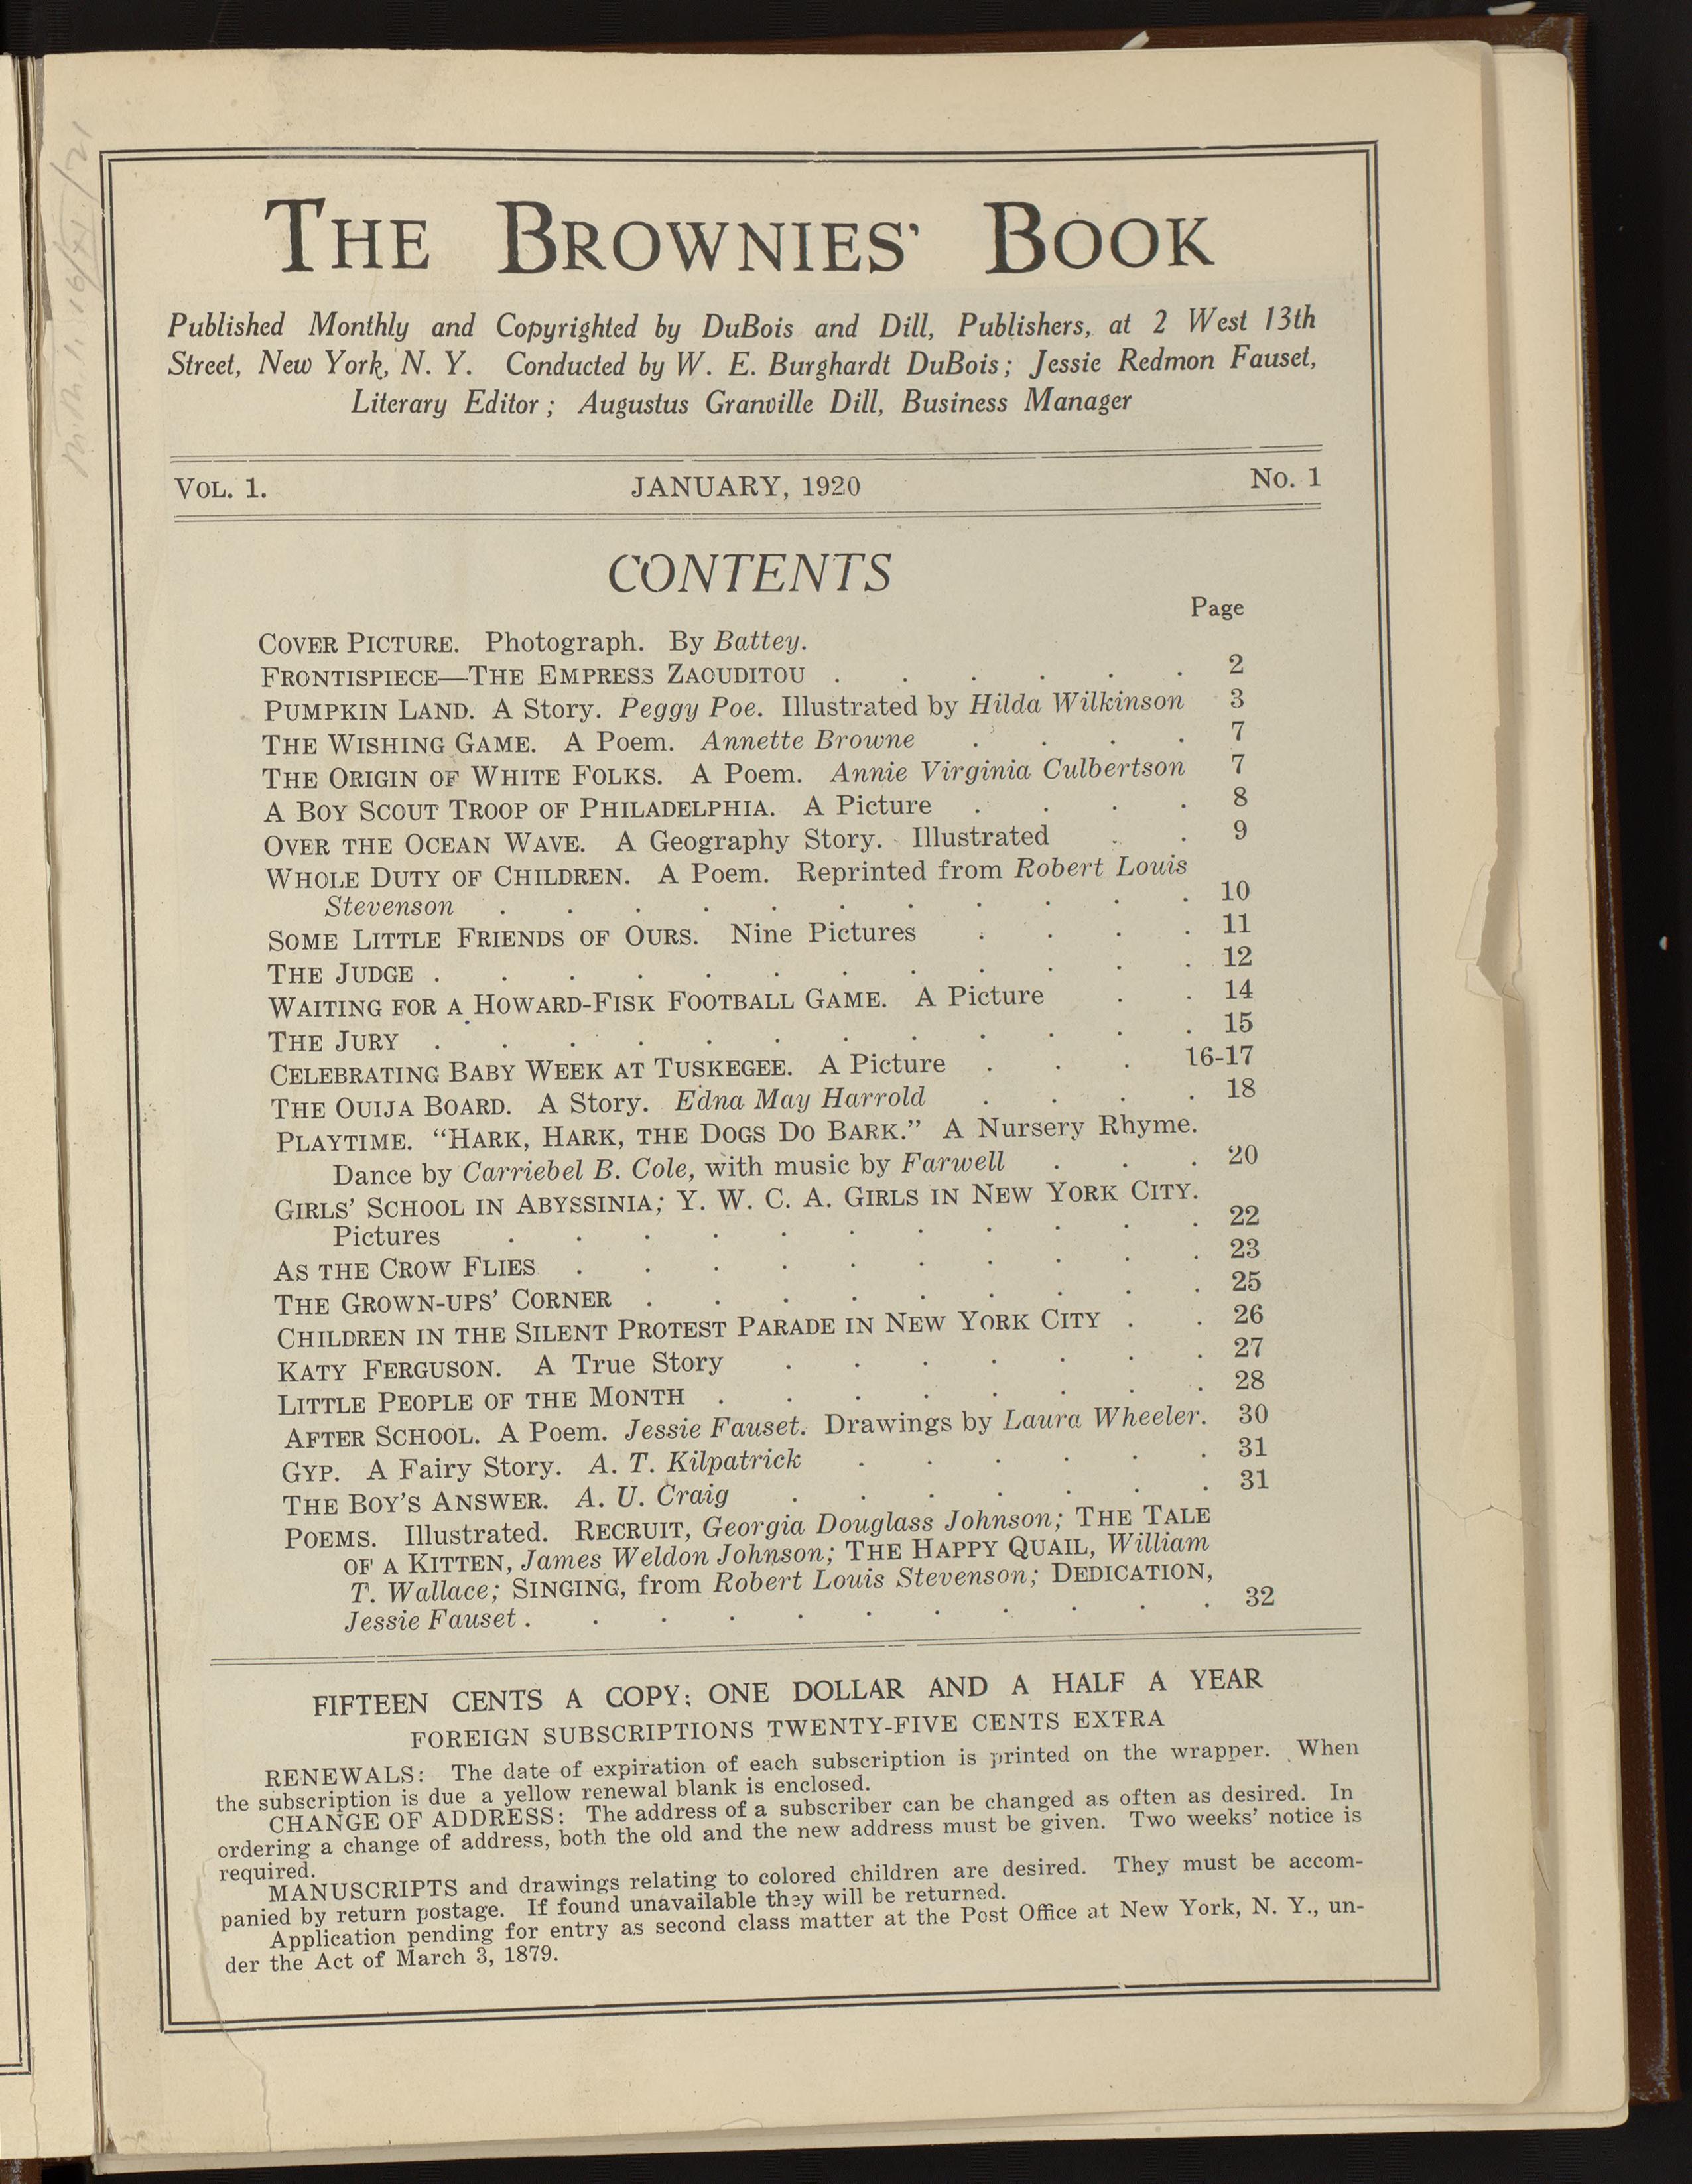 THE BROWNIES' BOOK
Published Monthly and Copyrighted by DuBois and Dill, Publishers, at 2 West 13th
Street, New York, N. Y. Conducted by W. E. Burghardt DuBois; Jessie Redmon Fauset,
Literary Editor; Augustus Granville Dill, Business Manager
VOL. 1. JANUARY, 1920 No. 1
CONTENTS
Page
COVER PICTURE. Photograph. By Battey.
FRONTISPIECE—THE EMPRESS ZAOUDITOU . . . . . . 2
PUMPKIN LAND. A Story. Peggy Poe. Illustrated by Hilda Wilkinson 3
THE WISHING GAME. A Poem. Annette Browne . . . . 7
THE ORIGIN OF WHITE FOLKS. A Poem. Annie Virginia Culbertson 7
A BOY SCOUT TROOP OF PHILADELPHIA. A Picture . . . . 8
OVER THE OCEAN WAVE. A Geography Story. Illustrated . . 9
WHOLE DUTY OF CHILDREN. A Poem. Reprinted from Robert Louis
Stevenson . . . . . . . . . . . 10
SOME LITTLE FRIENDS OF OURS. Nine Pictures . . . . 11
THE JUDGE . . . . . . . . . . . . 12
WAITING FOR A HOWARD-FISK FOOTBALL GAME. A Picture . . 14
THE JURY . . . . . . . . . . . . 15
CELEBRATING BABY WEEK AT TUSKEGEE. A Picture . . . 16-17
THE OUIJA BOARD. A Story. Edna May Harrold . . . . 18
PLAYTIME. "HARK, HARK, THE DOGS DO BARK." A Nursery Rhyme.
Dance by Carriebel B. Cole, with music by Farwell . . . 20
GIRLS' SCHOOL IN ABYSSINIA; Y. W. C. A. GIRLS IN NEW YORK CITY.
Pictures . . . . . . . . . . . 22
AS THE CROW FLIES . . . . . . . . . . 23
THE GROWN-UPS' CORNER . . . . . . . . . 25
CHILDREN IN THE SILENT PROTEST PARADE IN NEW YORK CITY . . 26
KATY FERGUSON. A True Story . . . . . . . 27
LITTLE PEOPLE OF THE MONTH . . . . . . . . 28
AFTER SCHOOL. A Poem. Jessie Fauset. Drawings by Laura Wheeler. 30
GYP. A Fairy Story. A. T. Kilpatrick . . . . . . 31
THE BOY'S ANSWER. A. U. Craig . . . . . . . 31
POEMS. Illustrated. RECRUIT, Georgia Douglass Johnson; THE TALE
OF A KITTEN, James Weldon Johnson; THE HAPPY QUAIL, William
T. Wallace; SINGING, from Robert Louis Stevenson; DEDICATION,
Jessie Fauset . . . . . . . . . . . 32
FIFTEEN CENTS A COPY; ONE DOLLAR AND A HALF A YEAR
FOREIGN SUBSCRIPTIONS TWENTY-FIVE CENTS EXTRA
RENEWALS: The date of expiration of each subscription is printed on the wrapper. When
the subscription is due a yellow renewal blank is enclosed.
CHANGE OF ADDRESS: The address of a subscriber can be changed as often as desired. In
ordering a change of address, both the old and the new address must be given. Two weeks' notice is
required.
MANUSCRIPTS and drawings relating to colored children are desired. They must be accom-
panied by return postage. If found unavailable they will be returned.
Application pending for entry as second class matter at the Post Office at New York, N. Y., un-
der the Act of March 3, 1879.